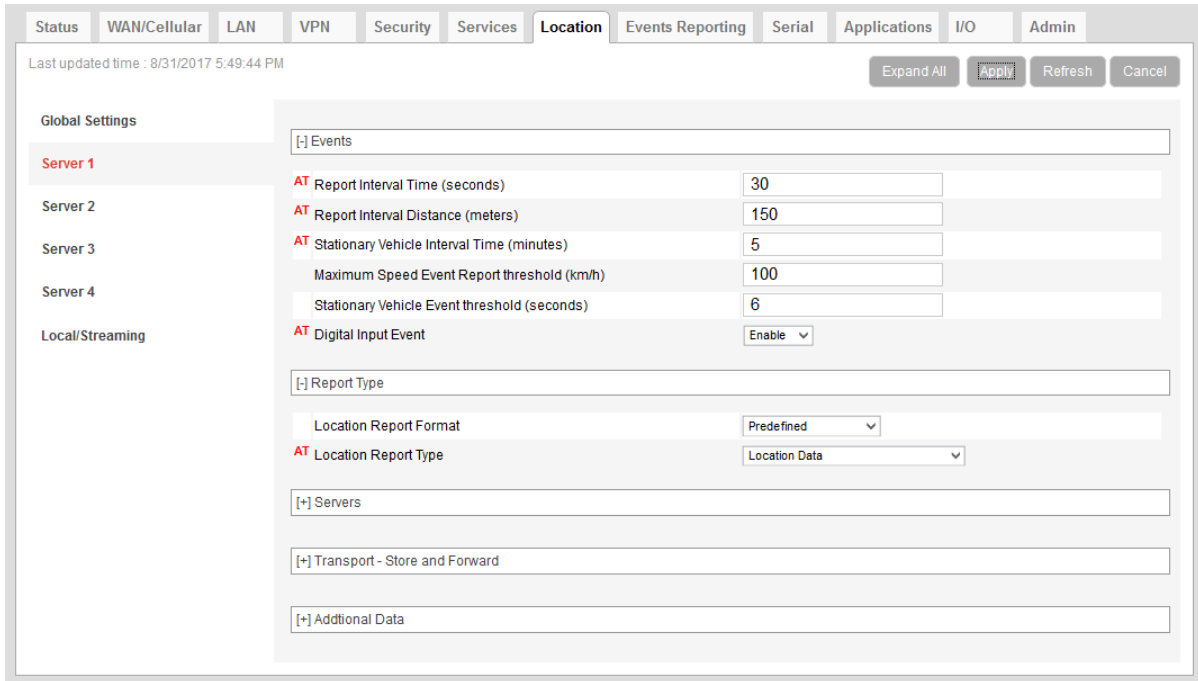 Status WAN/Cellular LAN VPN Security Services Location Events Reporting Serial Applications I/O Admin
Last updated time : 8/31/2017 5:49:44 PM
Expand All Apply Refresh Cancel
Global Settings
Server 1
Server 2
Server 3
Server 4
Local/Streaming
[-] Events
AT Report Interval Time (seconds) 30
AT Report Interval Distance (meters) 150
AT Stationary Vehicle Interval Time (minutes) 5
Maximum Speed Event Report threshold (km/h) 100
Stationary Vehicle Event threshold (seconds) 6
AT Digital Input Event Enable
[-] Report Type
Location Report Format Predefined
AT Location Report Type Location Data
[+] Servers
[+] Transport - Store and Forward
[+] Addtional Data